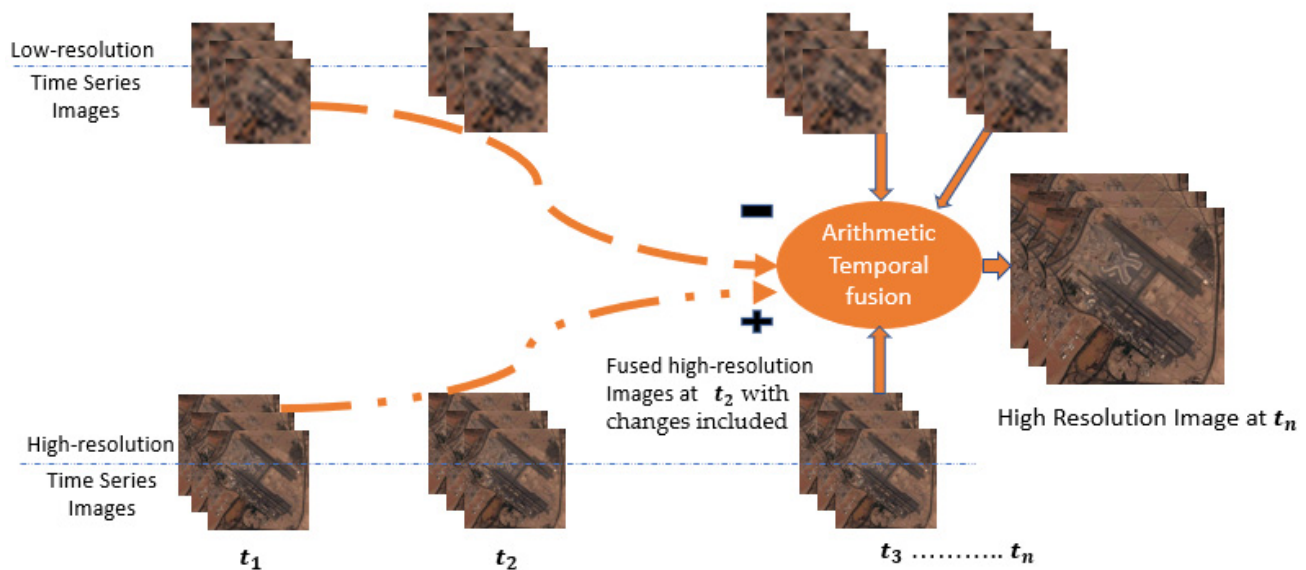 Low-resolution
Time Series
Images
Arithmetic
Temporal
fusion
−
+
Fused high-resolution
Images at t₂ with
changes included
High Resolution Image at tₙ
High-resolution
Time Series
Images
t₁
t₂
t₃ ……….. tₙ